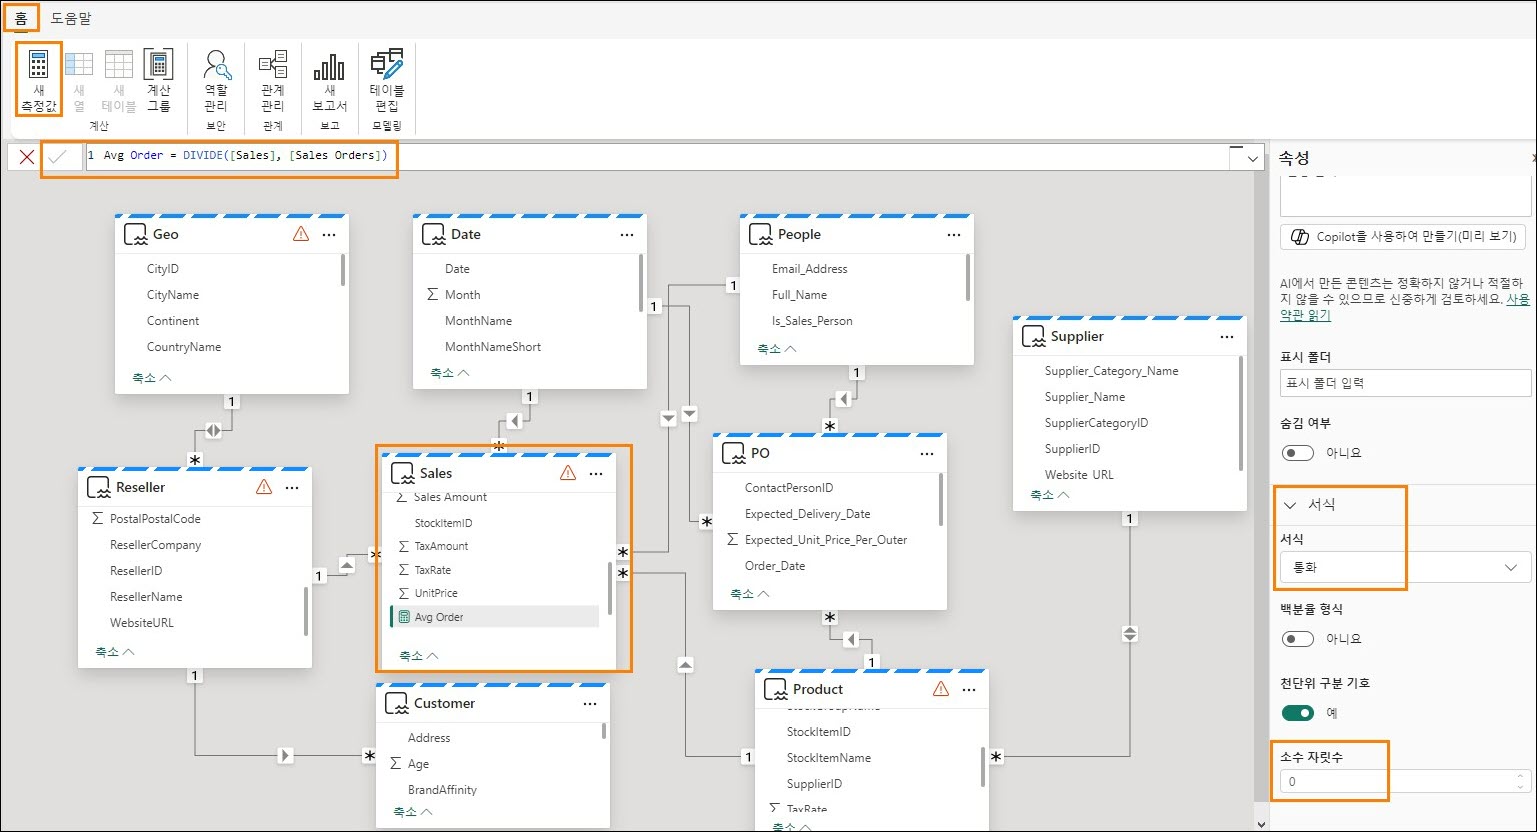 홈 도움말
새 측정값
새 열
새 테이블
계산 그룹
역할 관리
관계 관리
새 보고서
테이블 편집
계산 보안 관계 보고 모델링
1 Avg Order = DIVIDE([Sales], [Sales Orders])
Geo
CityID
CityName
Continent
CountryName
축소
Date
Date
Month
MonthName
MonthNameShort
축소
People
Email_Address
Full_Name
Is_Sales_Person
축소
Supplier
Supplier_Category_Name
Supplier_Name
SupplierCategoryID
SupplierID
Website_URL
축소
Reseller
PostalPostalCode
ResellerCompany
ResellerID
ResellerName
WebsiteURL
축소
Sales
Sales Amount
StockItemID
TaxAmount
TaxRate
UnitPrice
Avg Order
축소
PO
ContactPersonID
Expected_Delivery_Date
Expected_Unit_Price_Per_Outer
Order_Date
축소
Customer
Address
Age
BrandAffinity
축소
Product
StockItemID
StockItemName
SupplierID
TaxRate
축소
1
*
1
*
1
1
1
*
1
*
1
*
*
*
1
*
1
*
1
1
*
속성
Copilot을 사용하여 만들기(미리 보기)
AI에서 만든 콘텐츠는 정확하지 않거나 적절하
지 않을 수 있으므로 신중하게 검토하세요. 사용
약관 읽기
표시 폴더
표시 폴더 입력
숨김 여부
아니요
서식
서식
통화
백분율 형식
아니요
천단위 구분 기호
예
소수 자릿수
0